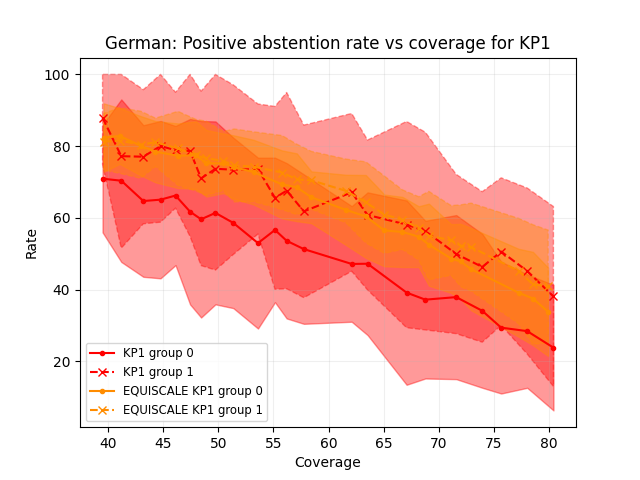 German: Positive abstention rate vs coverage for KP1
100
80
60
40
20
Rate
KP1 group 0
KP1 group 1
EQUISCALE KP1 group 0
EQUISCALE KP1 group 1
40 45 50 55 60 65 70 75 80
Coverage